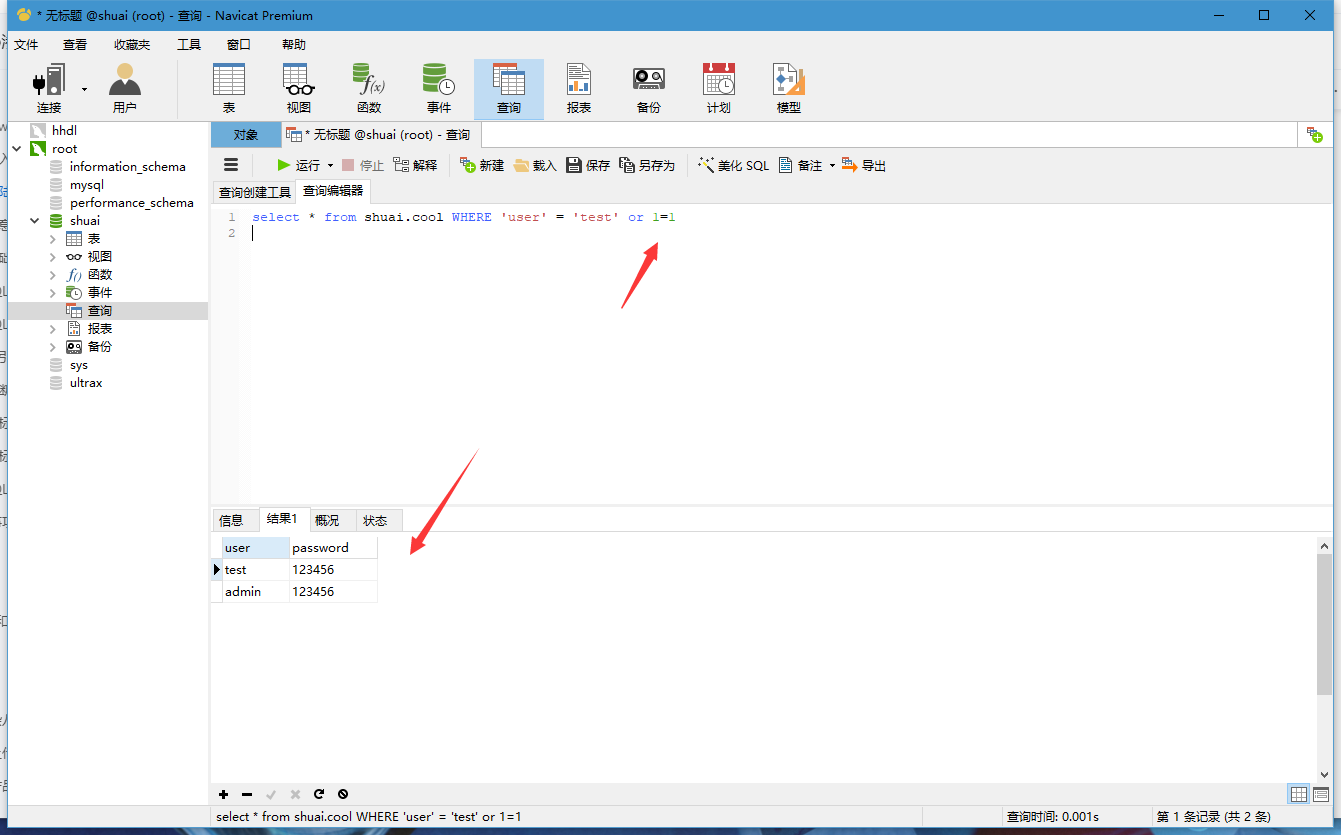 * 无标题 @shuai (root) - 查询 - Navicat Premium
文件 查看 收藏夹 工具 窗口 帮助
连接 用户 表 视图 函数 事件 查询 报表 备份 计划 模型
hhdl
root
information_schema
mysql
performance_schema
shuai
表
视图
函数
事件
查询
报表
备份
sys
ultrax
对象 * 无标题 @shuai (root) - 查询
运行 停止 解释 新建 载入 保存 另存为 美化 SQL 备注 导出
查询创建工具 查询编辑器
1 select * from shuai.cool WHERE 'user' = 'test' or 1=1
2
信息 结果1 概况 状态
user password
test 123456
admin 123456
select * from shuai.cool WHERE 'user' = 'test' or 1=1 查询时间: 0.001s 第 1 条记录 (共 2 条)